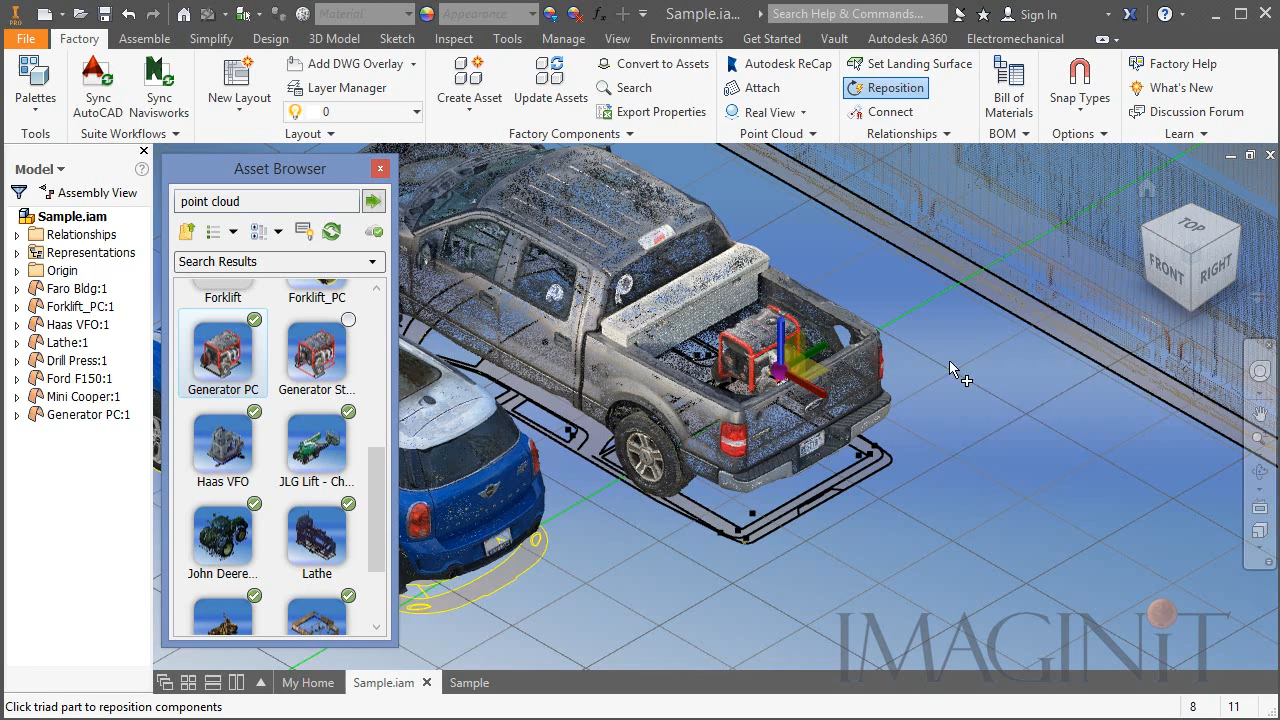 PRO
Material
Appearance
Sample.ia...
Search Help & Commands...
Sign In
File
Factory
Assemble
Simplify
Design
3D Model
Sketch
Inspect
Tools
Manage
View
Environments
Get Started
Vault
Autodesk A360
Electromechanical
Palettes
Sync
AutoCAD
Sync
Navisworks
New Layout
Add DWG Overlay
Layer Manager
0
Create Asset
Update Assets
Convert to Assets
Search
Export Properties
Autodesk ReCap
Attach
Real View
Set Landing Surface
Reposition
Connect
Bill of
Materials
Snap Types
Factory Help
What's New
Discussion Forum
Tools
Suite Workflows
Layout
Factory Components
Point Cloud
Relationships
BOM
Options
Learn
Model
Assembly View
Sample.iam
Relationships
Representations
Origin
Faro Bldg:1
Forklift_PC:1
Haas VFO:1
Lathe:1
Drill Press:1
Ford F150:1
Mini Cooper:1
Generator PC:1
Asset Browser
point cloud
Search Results
Forklift
Forklift_PC
Generator PC
Generator St...
Haas VFO
JLG Lift - Ch...
John Deere...
Lathe
TOP
FRONT
RIGHT
IMAGINiT
My Home
Sample.iam
Sample
Click triad part to reposition components
8
11